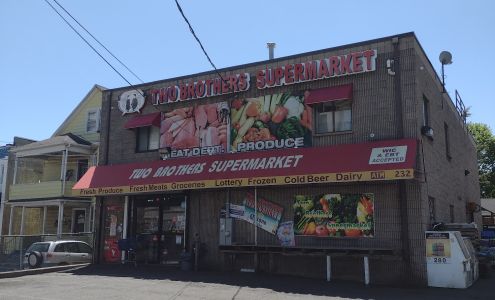 TWO BROTHERS SUPERMARKET
MEAT DEPT. & PRODUCE
TWO BROTHERS SUPERMARKET
WIC
& EBT
ACCEPTED
Fresh Produce Fresh Meats Groceries Lottery Frozen Cold Beer Dairy ATM 232
Supermarket